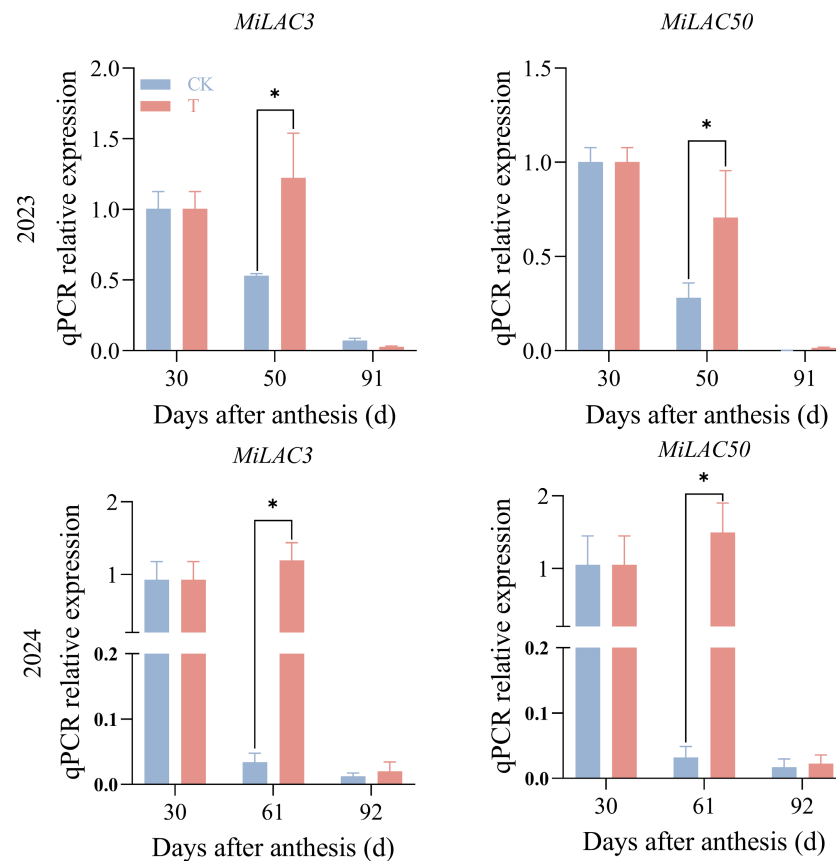 MiLAC3
MiLAC50
2023
qPCR relative expression
2.0
1.5
1.0
0.5
0.0
CK
T
*
30
50
91
Days after anthesis (d)
qPCR relative expression
1.5
1.0
0.5
0.0
*
30
50
91
Days after anthesis (d)
MiLAC3
MiLAC50
2024
qPCR relative expression
2
1
0.2
0.1
0.0
*
30
61
92
Days after anthesis (d)
qPCR relative expression
2
1
0.2
0.1
0.0
*
30
61
92
Days after anthesis (d)